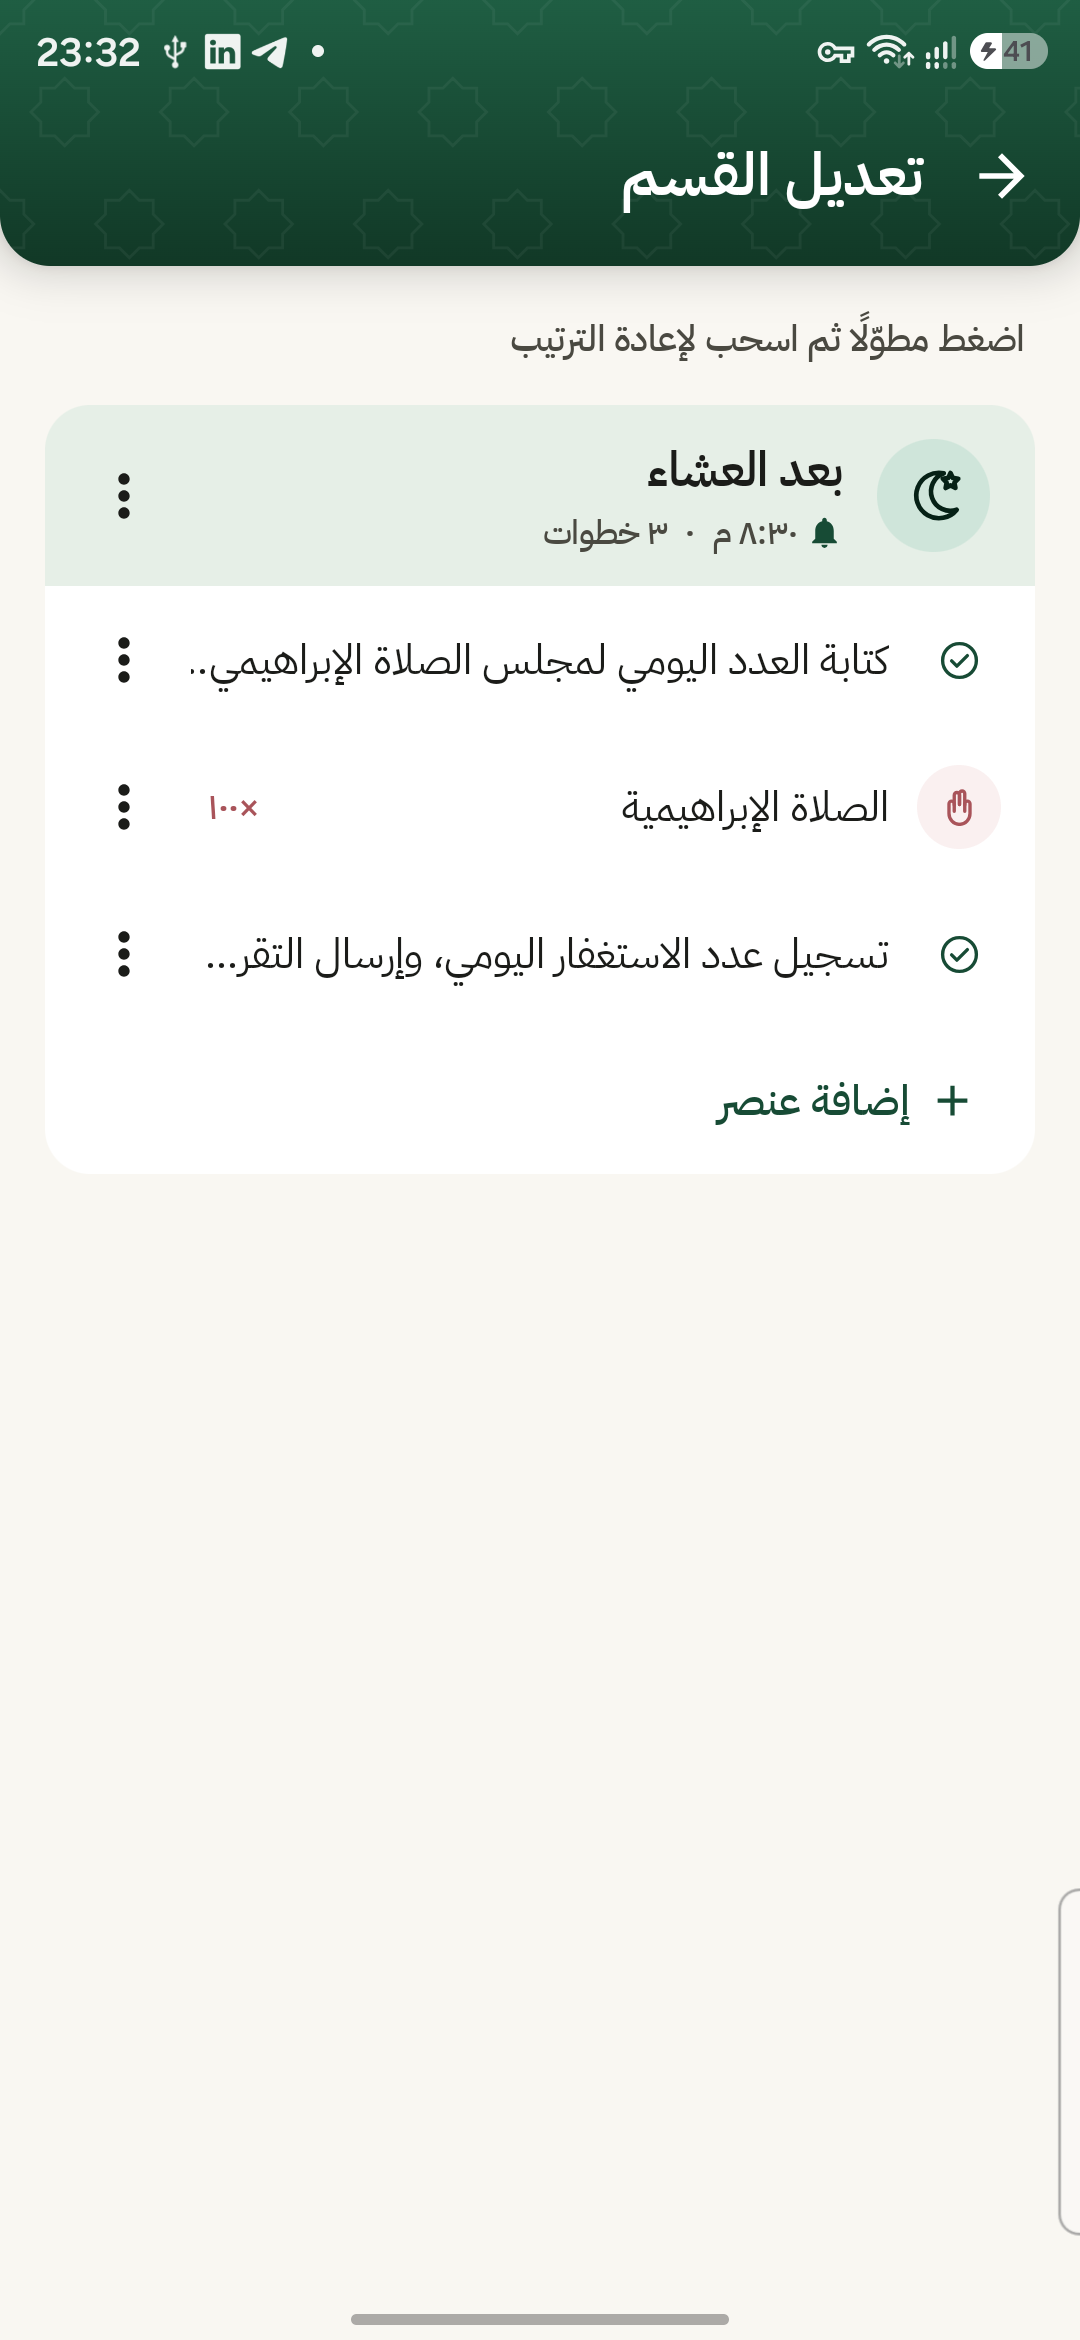 23:32
41
تعديل القسم
اضغط مطوّلًا ثم اسحب لإعادة الترتيب
بعد العشاء
٨:٣٠ م · ٣ خطوات
كتابة العدد اليومي لمجلس الصلاة الإبراهيمي..
الصلاة الإبراهيمية
×١٠٠
تسجيل عدد الاستغفار اليومي، وإرسال التقر...
+ إضافة عنصر